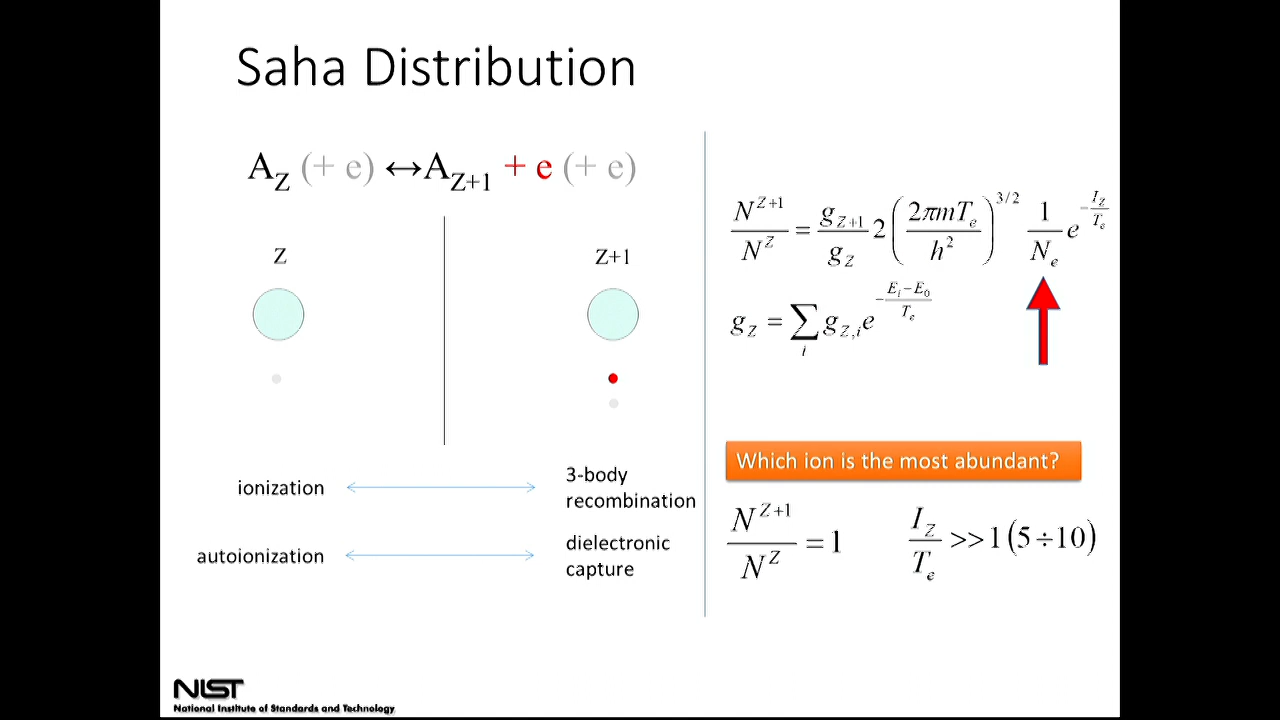 Saha Distribution
A_Z (+ e) ↔ A_{Z+1} + e (+ e)
Z
Z+1
ionization
3-body recombination
autoionization
dielectronic capture
N^{Z+1} / N^Z = g_{Z+1} / g_Z 2 (2πmT_e / h^2)^{3/2} 1 / N_e e^{-I_Z / T_e}
g_Z = ∑_i g_{Z,i} e^{-(E_i − E_0) / T_e}
Which ion is the most abundant?
N^{Z+1} / N^Z = 1
I_Z / T_e >> 1 (5 ÷ 10)
NIST
National Institute of Standards and Technology